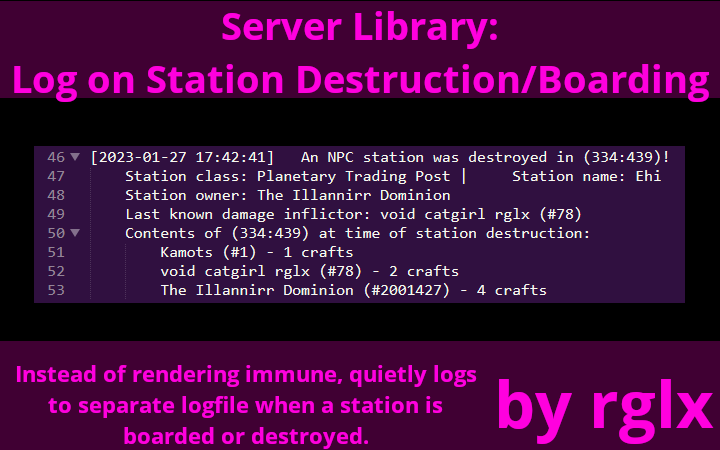 Server Library:
Log on Station Destruction/Boarding
46 ▼ [2023-01-27 17:42:41]   An NPC station was destroyed in (334:439)!
47 Station class: Planetary Trading Post |     Station name: Ehi
48 Station owner: The Illannirr Dominion
49 Last known damage inflictor: void catgirl rglx (#78)
50 ▼ Contents of (334:439) at time of station destruction:
51 Kamots (#1) - 1 crafts
52 void catgirl rglx (#78) - 2 crafts
53 The Illannirr Dominion (#2001427) - 4 crafts
Instead of rendering immune, quietly logs
to separate logfile when a station is
boarded or destroyed.
by rglx